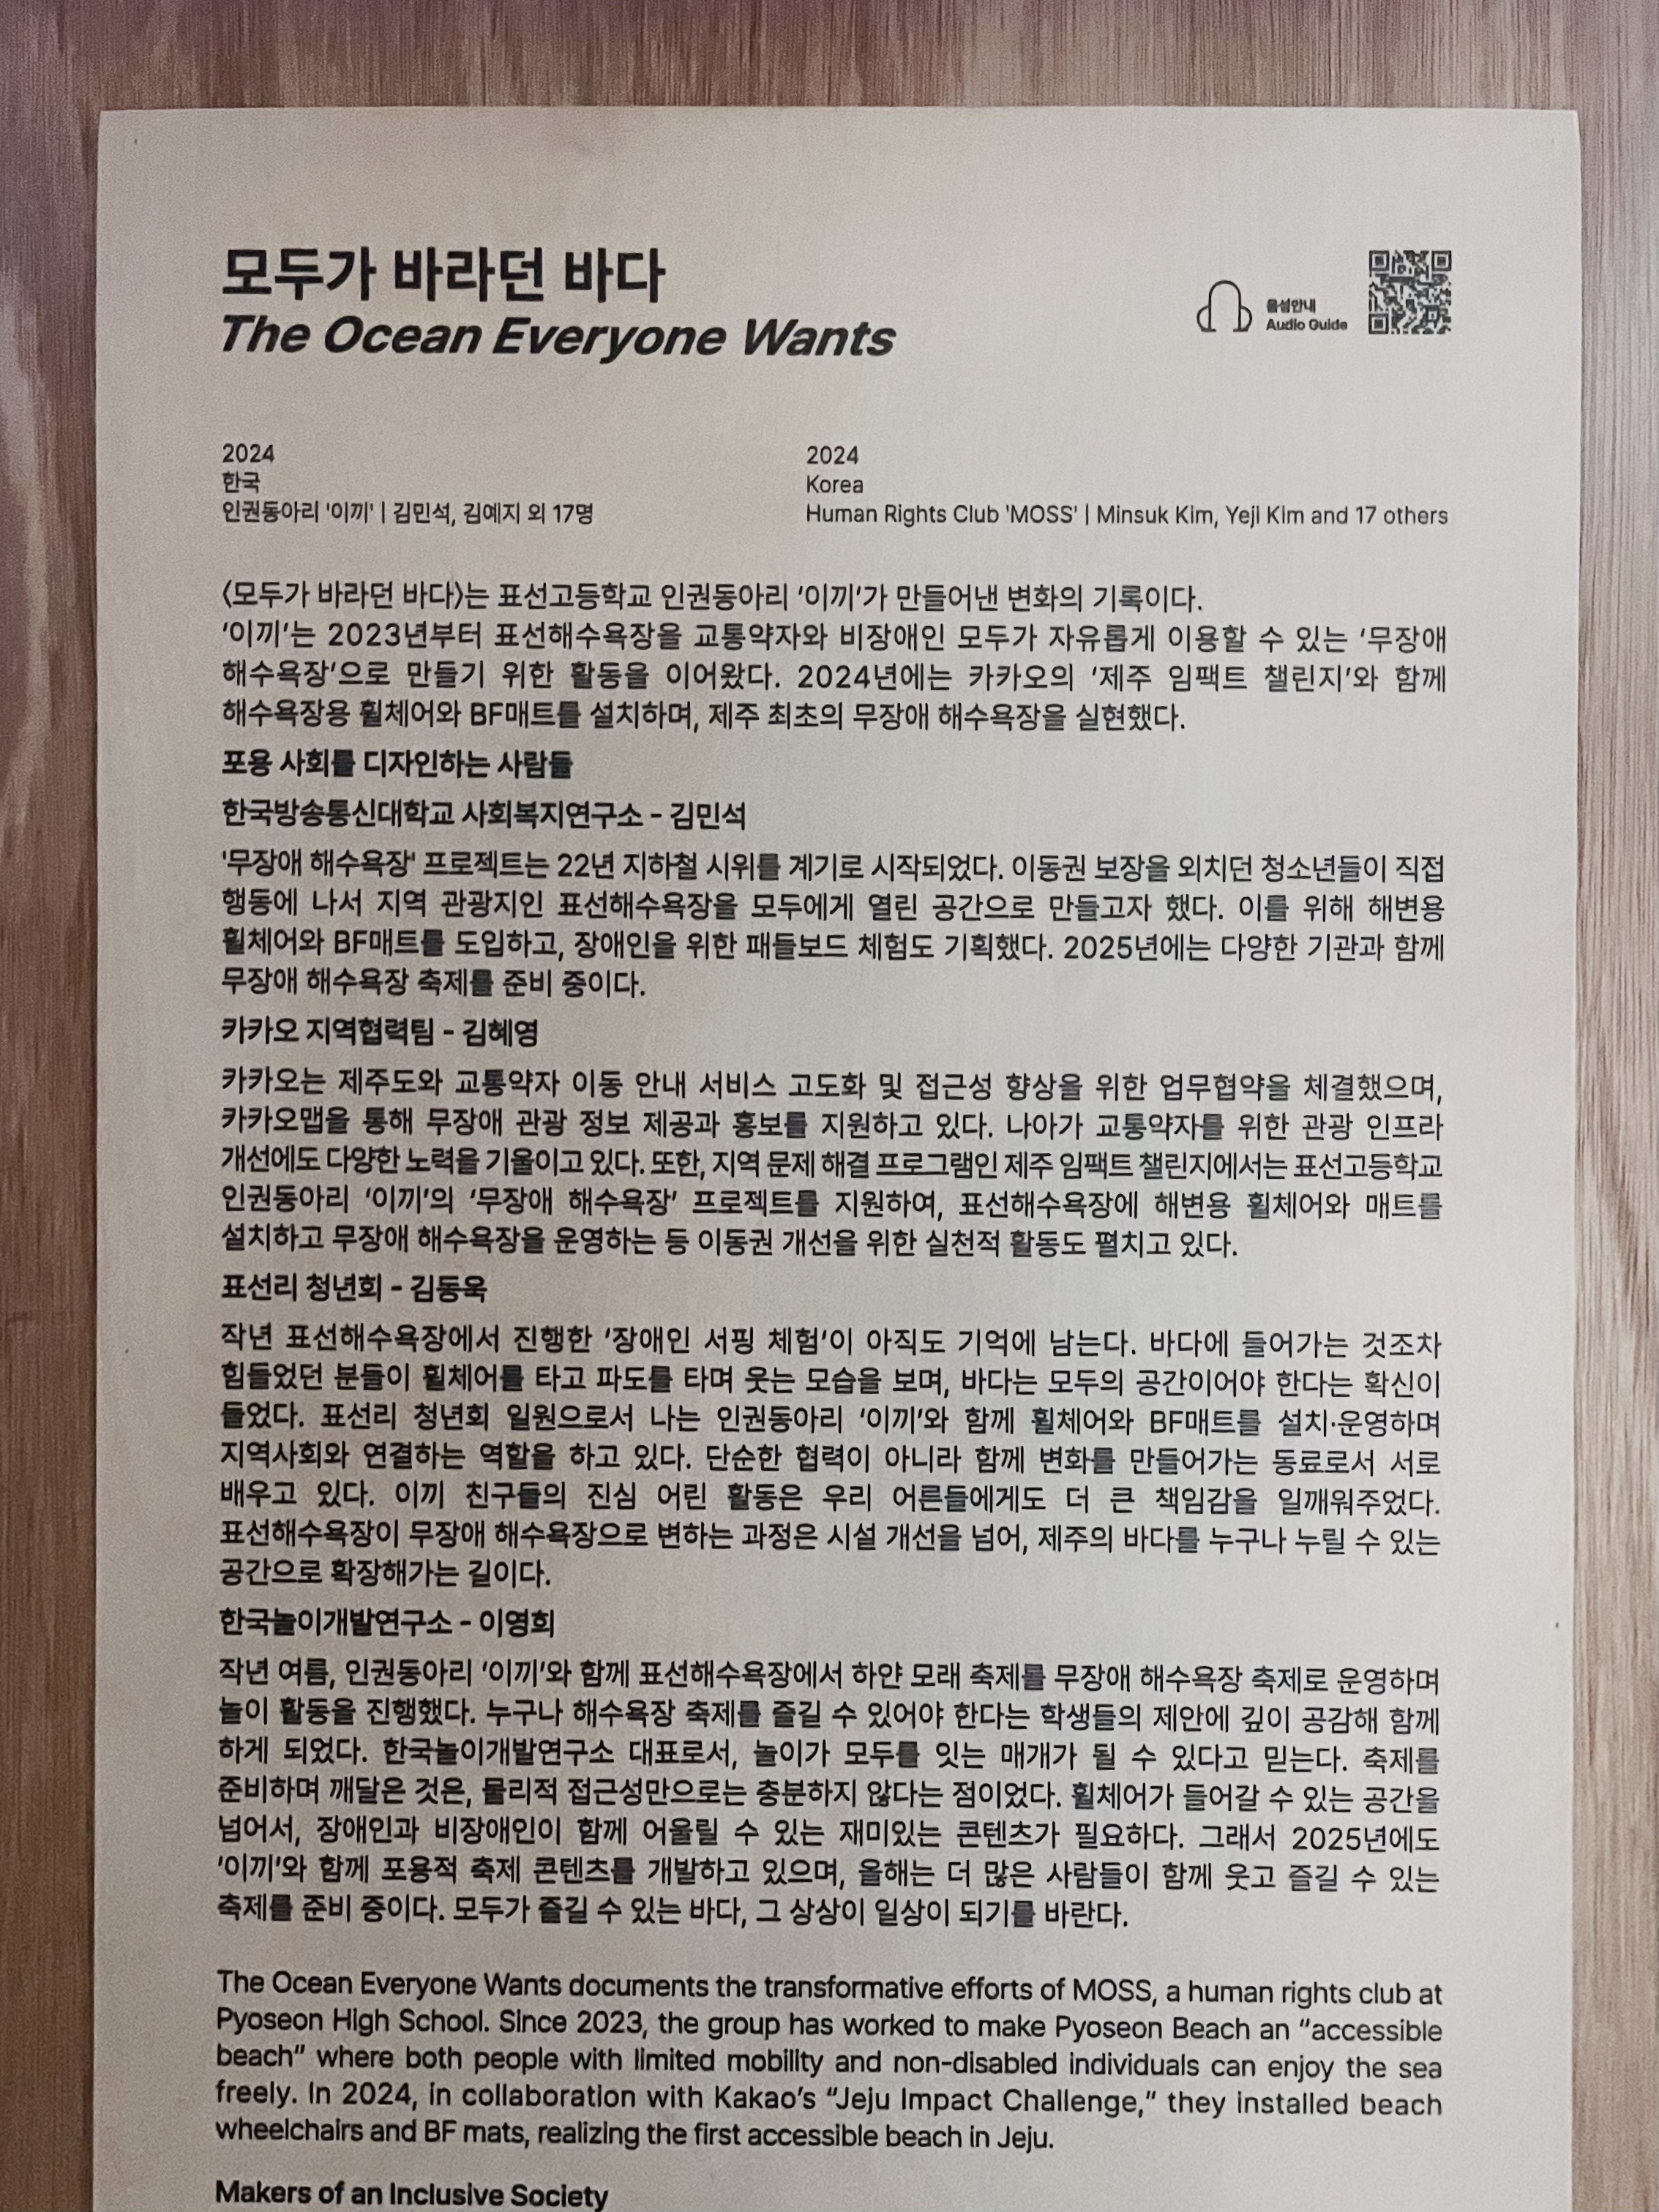 모두가 바라던 바다
The Ocean Everyone Wants
음성안내
Audio Guide
2024
한국
인권동아리 '이끼' | 김민석, 김예지 외 17명
2024
Korea
Human Rights Club 'MOSS' | Minsuk Kim, Yeji Kim and 17 others
〈모두가 바라던 바다〉는 표선고등학교 인권동아리 ‘이끼’가 만들어낸 변화의 기록이다.
‘이끼’는 2023년부터 표선해수욕장을 교통약자와 비장애인 모두가 자유롭게 이용할 수 있는 ‘무장애
해수욕장’으로 만들기 위한 활동을 이어왔다. 2024년에는 카카오의 ‘제주 임팩트 챌린지’와 함께
해수욕장용 휠체어와 BF매트를 설치하며, 제주 최초의 무장애 해수욕장을 실현했다.
포용 사회를 디자인하는 사람들
한국방송통신대학교 사회복지연구소 - 김민석
'무장애 해수욕장' 프로젝트는 22년 지하철 시위를 계기로 시작되었다. 이동권 보장을 외치던 청소년들이 직접
행동에 나서 지역 관광지인 표선해수욕장을 모두에게 열린 공간으로 만들고자 했다. 이를 위해 해변용
휠체어와 BF매트를 도입하고, 장애인을 위한 패들보드 체험도 기획했다. 2025년에는 다양한 기관과 함께
무장애 해수욕장 축제를 준비 중이다.
카카오 지역협력팀 - 김혜영
카카오는 제주도와 교통약자 이동 안내 서비스 고도화 및 접근성 향상을 위한 업무협약을 체결했으며,
카카오맵을 통해 무장애 관광 정보 제공과 홍보를 지원하고 있다. 나아가 교통약자를 위한 관광 인프라
개선에도 다양한 노력을 기울이고 있다. 또한, 지역 문제 해결 프로그램인 제주 임팩트 챌린지에서는 표선고등학교
인권동아리 ‘이끼’의 ‘무장애 해수욕장’ 프로젝트를 지원하여, 표선해수욕장에 해변용 휠체어와 매트를
설치하고 무장애 해수욕장을 운영하는 등 이동권 개선을 위한 실천적 활동도 펼치고 있다.
표선리 청년회 - 김동욱
작년 표선해수욕장에서 진행한 ‘장애인 서핑 체험‘이 아직도 기억에 남는다. 바다에 들어가는 것조차
힘들었던 분들이 휠체어를 타고 파도를 타며 웃는 모습을 보며, 바다는 모두의 공간이어야 한다는 확신이
들었다. 표선리 청년회 일원으로서 나는 인권동아리 ‘이끼’와 함께 휠체어와 BF매트를 설치·운영하며
지역사회와 연결하는 역할을 하고 있다. 단순한 협력이 아니라 함께 변화를 만들어가는 동료로서 서로
배우고 있다. 이끼 친구들의 진심 어린 활동은 우리 어른들에게도 더 큰 책임감을 일깨워주었다.
표선해수욕장이 무장애 해수욕장으로 변하는 과정은 시설 개선을 넘어, 제주의 바다를 누구나 누릴 수 있는
공간으로 확장해가는 길이다.
한국놀이개발연구소 - 이영희
작년 여름, 인권동아리 ‘이끼’와 함께 표선해수욕장에서 하얀 모래 축제를 무장애 해수욕장 축제로 운영하며
놀이 활동을 진행했다. 누구나 해수욕장 축제를 즐길 수 있어야 한다는 학생들의 제안에 깊이 공감해 함께
하게 되었다. 한국놀이개발연구소 대표로서, 놀이가 모두를 잇는 매개가 될 수 있다고 믿는다. 축제를
준비하며 깨달은 것은, 물리적 접근성만으로는 충분하지 않다는 점이었다. 휠체어가 들어갈 수 있는 공간을
넘어서, 장애인과 비장애인이 함께 어울릴 수 있는 재미있는 콘텐츠가 필요하다. 그래서 2025년에도
‘이끼’와 함께 포용적 축제 콘텐츠를 개발하고 있으며, 올해는 더 많은 사람들이 함께 웃고 즐길 수 있는
축제를 준비 중이다. 모두가 즐길 수 있는 바다, 그 상상이 일상이 되기를 바란다.
The Ocean Everyone Wants documents the transformative efforts of MOSS, a human rights club at
Pyoseon High School. Since 2023, the group has worked to make Pyoseon Beach an “accessible
beach” where both people with limited mobility and non-disabled individuals can enjoy the sea
freely. In 2024, in collaboration with Kakao’s “Jeju Impact Challenge,” they installed beach
wheelchairs and BF mats, realizing the first accessible beach in Jeju.
Makers of an Inclusive Society